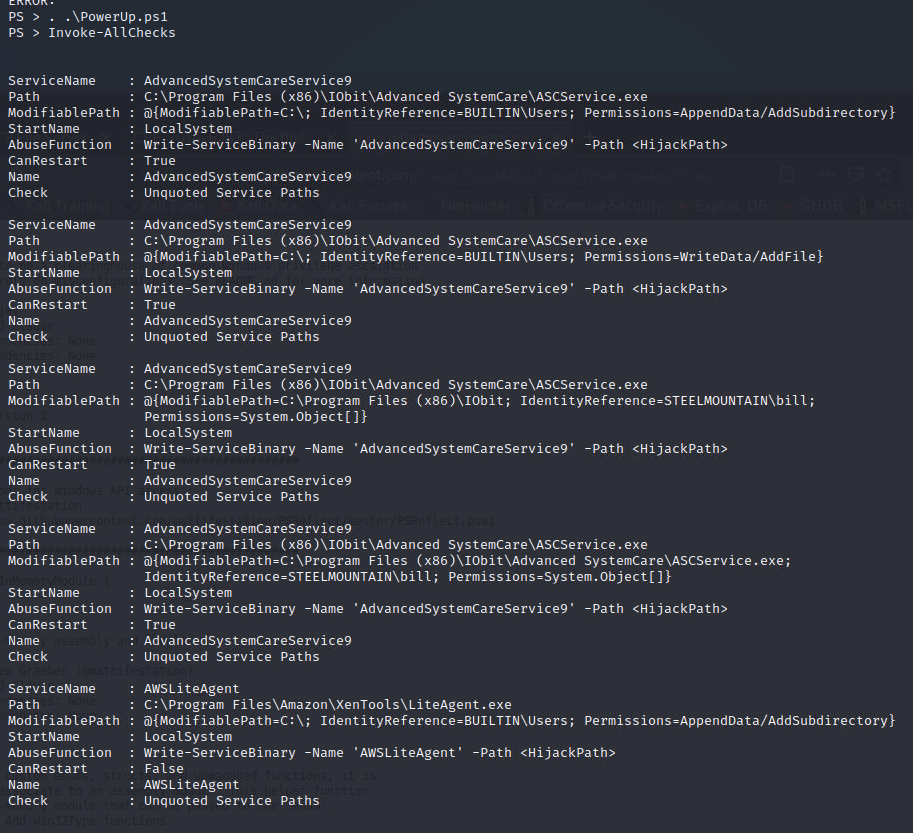 ERROR:
PS > . .\PowerUp.ps1
PS > Invoke-AllChecks
ServiceName    : AdvancedSystemCareService9
Path           : C:\Program Files (x86)\IObit\Advanced SystemCare\ASCService.exe
ModifiablePath : @{ModifiablePath=C:\; IdentityReference=BUILTIN\Users; Permissions=AppendData/AddSubdirectory}
StartName      : LocalSystem
AbuseFunction  : Write-ServiceBinary -Name 'AdvancedSystemCareService9' -Path <HijackPath>
CanRestart     : True
Name           : AdvancedSystemCareService9
Check          : Unquoted Service Paths
ServiceName    : AdvancedSystemCareService9
Path           : C:\Program Files (x86)\IObit\Advanced SystemCare\ASCService.exe
ModifiablePath : @{ModifiablePath=C:\; IdentityReference=BUILTIN\Users; Permissions=WriteData/AddFile}
StartName      : LocalSystem
AbuseFunction  : Write-ServiceBinary -Name 'AdvancedSystemCareService9' -Path <HijackPath>
CanRestart     : True
Name           : AdvancedSystemCareService9
Check          : Unquoted Service Paths
ServiceName    : AdvancedSystemCareService9
Path           : C:\Program Files (x86)\IObit\Advanced SystemCare\ASCService.exe
ModifiablePath : @{ModifiablePath=C:\Program Files (x86)\IObit; IdentityReference=STEELMOUNTAIN\bill;
Permissions=System.Object[]}
StartName      : LocalSystem
AbuseFunction  : Write-ServiceBinary -Name 'AdvancedSystemCareService9' -Path <HijackPath>
CanRestart     : True
Name           : AdvancedSystemCareService9
Check          : Unquoted Service Paths
ServiceName    : AdvancedSystemCareService9
Path           : C:\Program Files (x86)\IObit\Advanced SystemCare\ASCService.exe
ModifiablePath : @{ModifiablePath=C:\Program Files (x86)\IObit\Advanced SystemCare\ASCService.exe;
IdentityReference=STEELMOUNTAIN\bill; Permissions=System.Object[]}
StartName      : LocalSystem
AbuseFunction  : Write-ServiceBinary -Name 'AdvancedSystemCareService9' -Path <HijackPath>
CanRestart     : True
Name           : AdvancedSystemCareService9
Check          : Unquoted Service Paths
ServiceName    : AWSLiteAgent
Path           : C:\Program Files\Amazon\XenTools\LiteAgent.exe
ModifiablePath : @{ModifiablePath=C:\; IdentityReference=BUILTIN\Users; Permissions=AppendData/AddSubdirectory}
StartName      : LocalSystem
AbuseFunction  : Write-ServiceBinary -Name 'AWSLiteAgent' -Path <HijackPath>
CanRestart     : False
Name           : AWSLiteAgent
Check          : Unquoted Service Paths